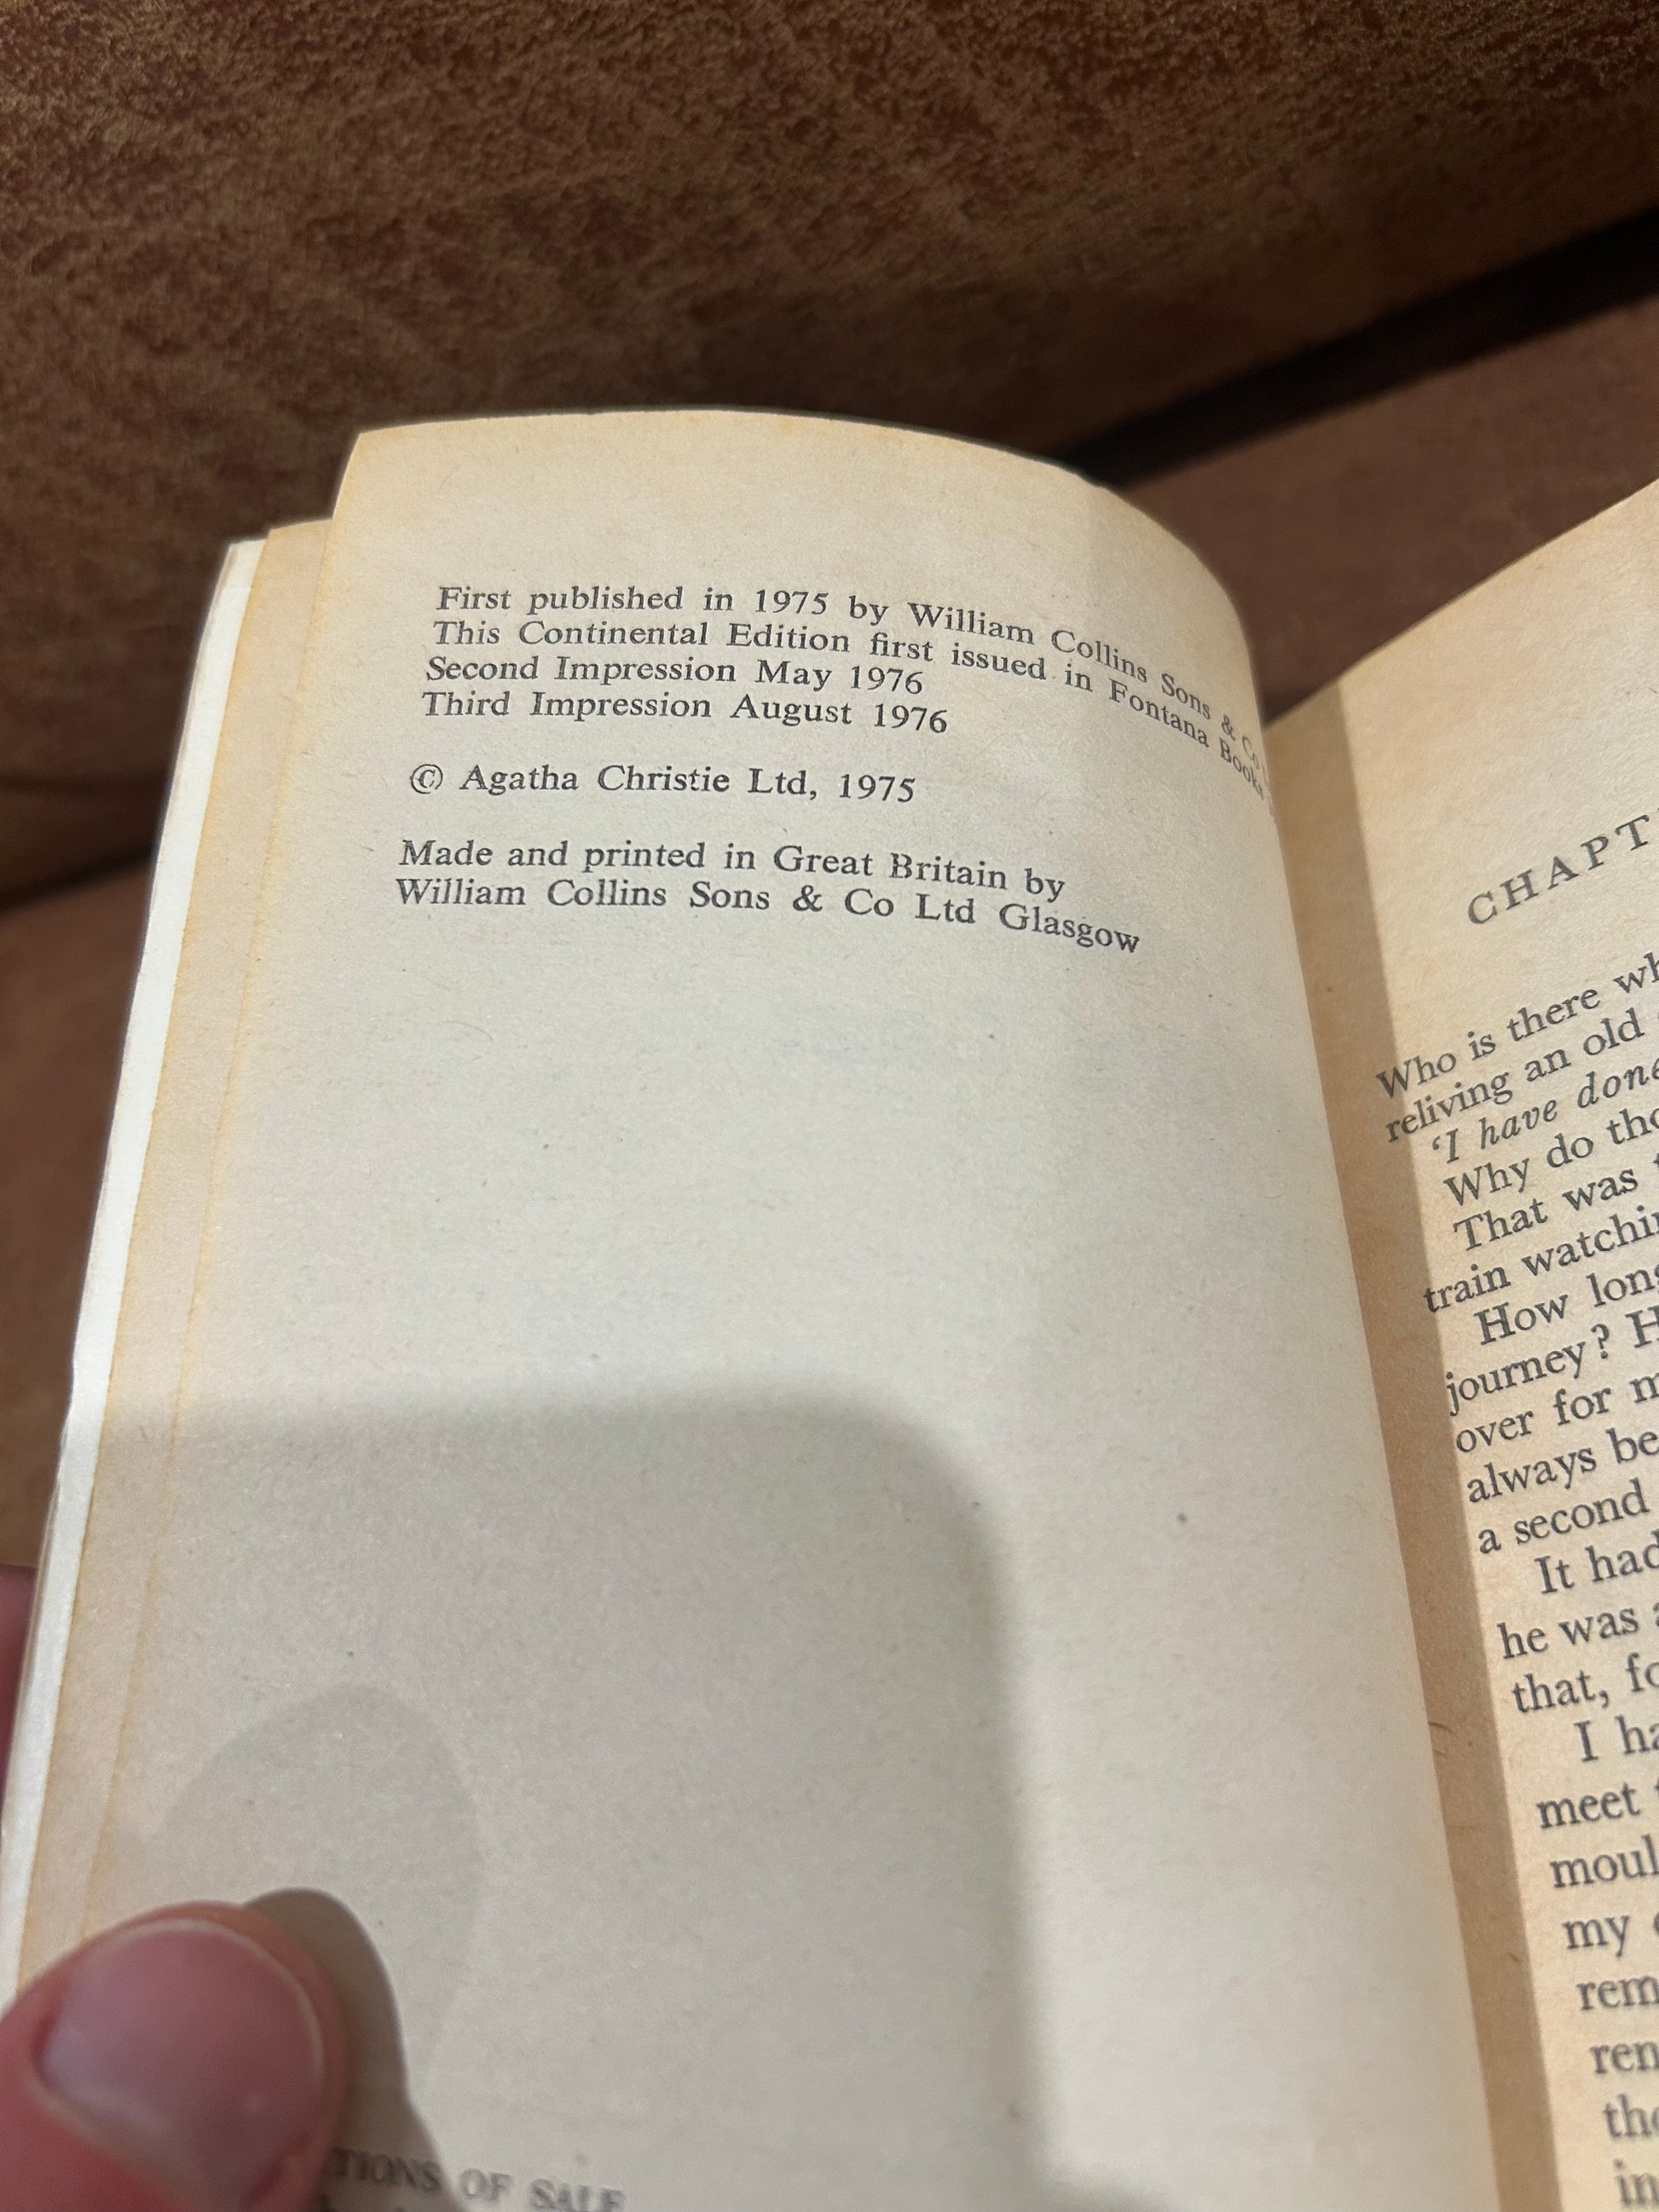 First published in 1975 by William Collins Sons & Co
This Continental Edition first issued in Fontana Books
Second Impression May 1976
Third Impression August 1976
© Agatha Christie Ltd, 1975
Made and printed in Great Britain by
William Collins Sons & Co Ltd Glasgow
TIONS OF SALE
CHAPT
Who is there wh
reliving an old
‘I have done
Why do tho
That was
train watchin
How long
journey? H
over for m
always be
a second
It had
he was a
that, fo
I ha
meet t
moul
my
rem
ren
the
in